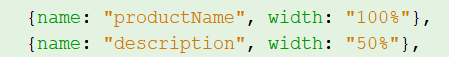 {name: "productName", width: "100%"},
{name: "description", width: "50%"},